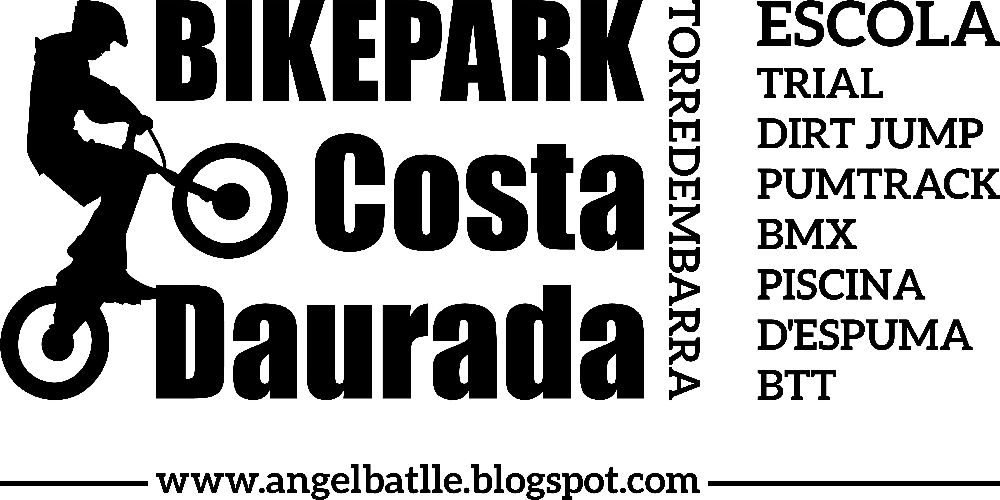 BIKEPARK
Costa
Daurada
TORREDEMBARRA
ESCOLA
TRIAL
DIRT JUMP
PUMTRACK
BMX
PISCINA
D'ESPUMA
BTT
www.angelbatlle.blogspot.com